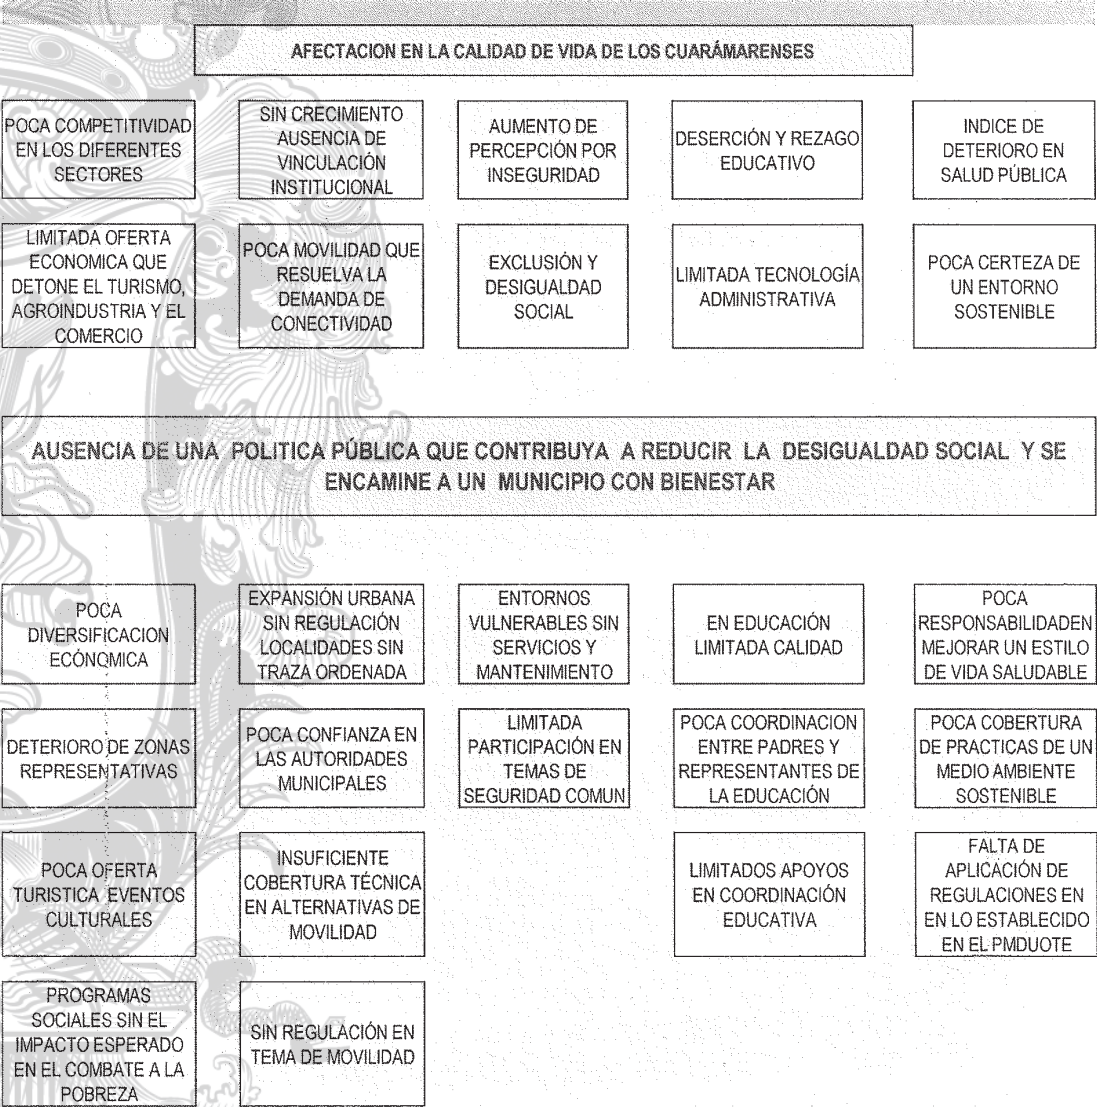 AFECTACION EN LA CALIDAD DE VIDA DE LOS CUARÁMARENSES
POCA COMPETITIVIDAD
EN LOS DIFERENTES
SECTORES
SIN CRECIMIENTO
AUSENCIA DE
VINCULACIÓN
INSTITUCIONAL
AUMENTO DE
PERCEPCIÓN POR
INSEGURIDAD
DESERCIÓN Y REZAGO
EDUCATIVO
INDICE DE
DETERIORO EN
SALUD PÚBLICA
LIMITADA OFERTA
ECONOMICA QUE
DETONE EL TURISMO,
AGROINDUSTRIA Y EL
COMERCIO
POCA MOVILIDAD QUE
RESUELVA LA
DEMANDA DE
CONECTIVIDAD
EXCLUSIÓN Y
DESIGUALDAD
SOCIAL
LIMITADA TECNOLOGÍA
ADMINISTRATIVA
POCA CERTEZA DE
UN ENTORNO
SOSTENIBLE
AUSENCIA DE UNA POLITICA PÚBLICA QUE CONTRIBUYA A REDUCIR LA DESIGUALDAD SOCIAL Y SE
ENCAMINE A UN MUNICIPIO CON BIENESTAR
POCA
DIVERSIFICACION
ECÓNOMICA
EXPANSIÓN URBANA
SIN REGULACIÓN
LOCALIDADES SIN
TRAZA ORDENADA
ENTORNOS
VULNERABLES SIN
SERVICIOS Y
MANTENIMIENTO
EN EDUCACIÓN
LIMITADA CALIDAD
POCA
RESPONSABILIDADEN
MEJORAR UN ESTILO
DE VIDA SALUDABLE
DETERIORO DE ZONAS
REPRESENTATIVAS
POCA CONFIANZA EN
LAS AUTORIDADES
MUNICIPALES
LIMITADA
PARTICIPACIÓN EN
TEMAS DE
SEGURIDAD COMUN
POCA COORDINACION
ENTRE PADRES Y
REPRESENTANTES DE
LA EDUCACIÓN
POCA COBERTURA
DE PRACTICAS DE UN
MEDIO AMBIENTE
SOSTENIBLE
POCA OFERTA
TURISTICA EVENTOS
CULTURALES
INSUFICIENTE
COBERTURA TÉCNICA
EN ALTERNATIVAS DE
MOVILIDAD
LIMITADOS APOYOS
EN COORDINACIÓN
EDUCATIVA
FALTA DE
APLICACIÓN DE
REGULACIONES EN
EN LO ESTABLECIDO
EN EL PMDUOTE
PROGRAMAS
SOCIALES SIN EL
IMPACTO ESPERADO
EN EL COMBATE A LA
POBREZA
SIN REGULACIÓN EN
TEMA DE MOVILIDAD